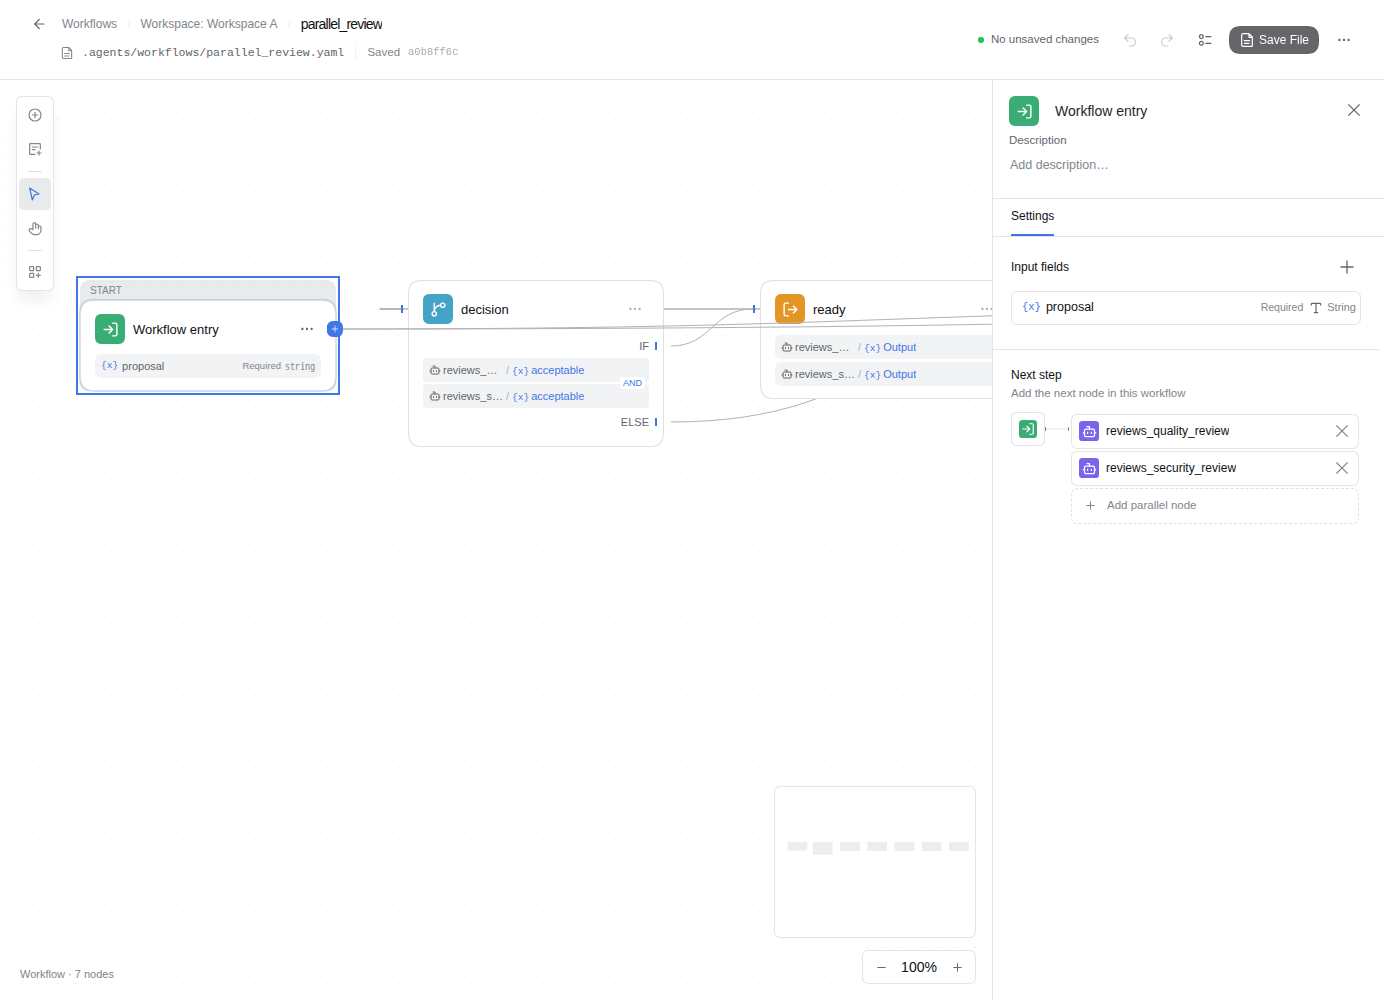 Workflows / Workspace: Workspace A / parallel_review
.agents/workflows/parallel_review.yaml Saved a0b8ff6c
No unsaved changes
Save File
START
Workflow entry
{x} proposal Required string
decision
IF
reviews_… / {x} acceptable
AND
reviews_s… / {x} acceptable
ELSE
ready
reviews_… / {x} Output
reviews_s… / {x} Output
Workflow · 7 nodes
100%
Workflow entry
Description
Add description…
Settings
Input fields
{x} proposal Required String
Next step
Add the next node in this workflow
reviews_quality_review
reviews_security_review
Add parallel node